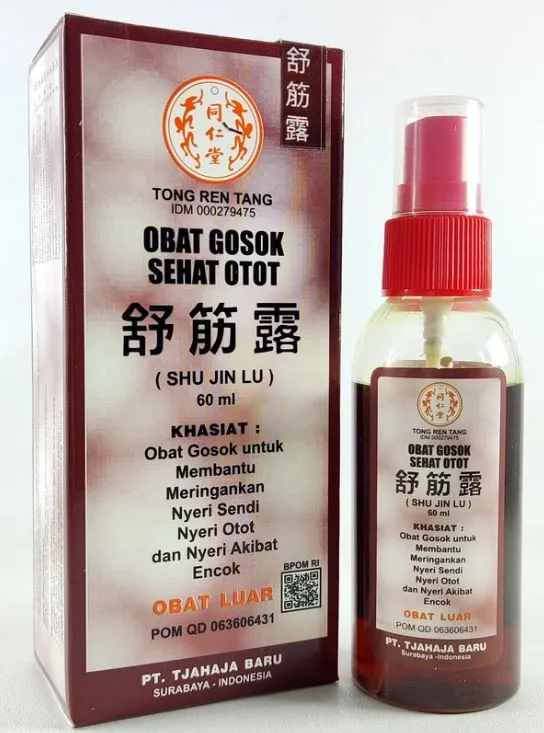 舒筋露
同仁堂
TONG REN TANG
IDM 000279475
OBAT GOSOK
SEHAT OTOT
舒筋露
( SHU JIN LU )
60 ml
KHASIAT :
Obat Gosok untuk
Membantu
Meringankan
Nyeri Sendi
Nyeri Otot
dan Nyeri Akibat
Encok
BPOM RI
OBAT LUAR
POM QD 063606431
PT. TJAHAJA BARU
SURABAYA - INDONESIA
同仁堂
TONG REN TANG
IDM 000279475
OBAT GOSOK
SEHAT OTOT
舒筋露
( SHU JIN LU )
60 ml
KHASIAT :
Obat Gosok untuk
Membantu
Meringankan
Nyeri Sendi
Nyeri Otot
dan Nyeri Akibat
Encok
OBAT LUAR
POM QD 063606431
PT. TJAHAJA BARU
Surabaya -Indonesia